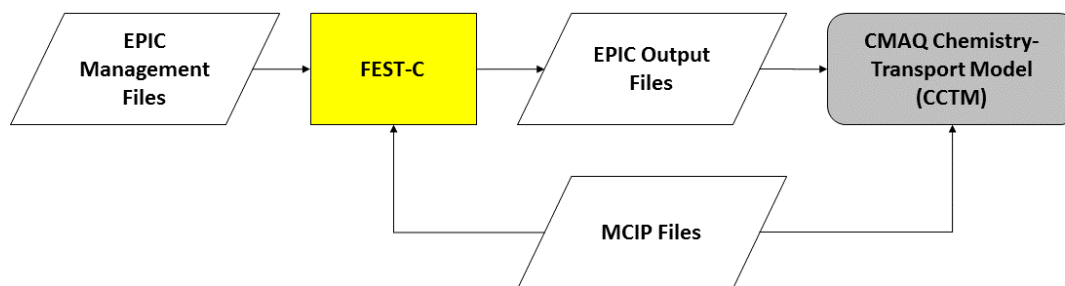 EPIC
Management
Files
FEST-C
EPIC Output
Files
CMAQ Chemistry-
Transport Model
(CCTM)
MCIP Files